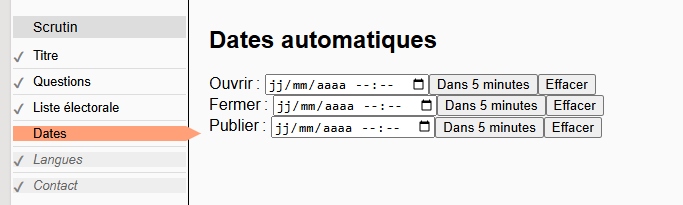 Scrutin
Titre
Questions
Liste électorale
Dates
Langues
Contact
Dates automatiques
Ouvrir : jj/mm/aaaa --:-- Dans 5 minutes Effacer
Fermer : jj/mm/aaaa --:-- Dans 5 minutes Effacer
Publier : jj/mm/aaaa --:-- Dans 5 minutes Effacer